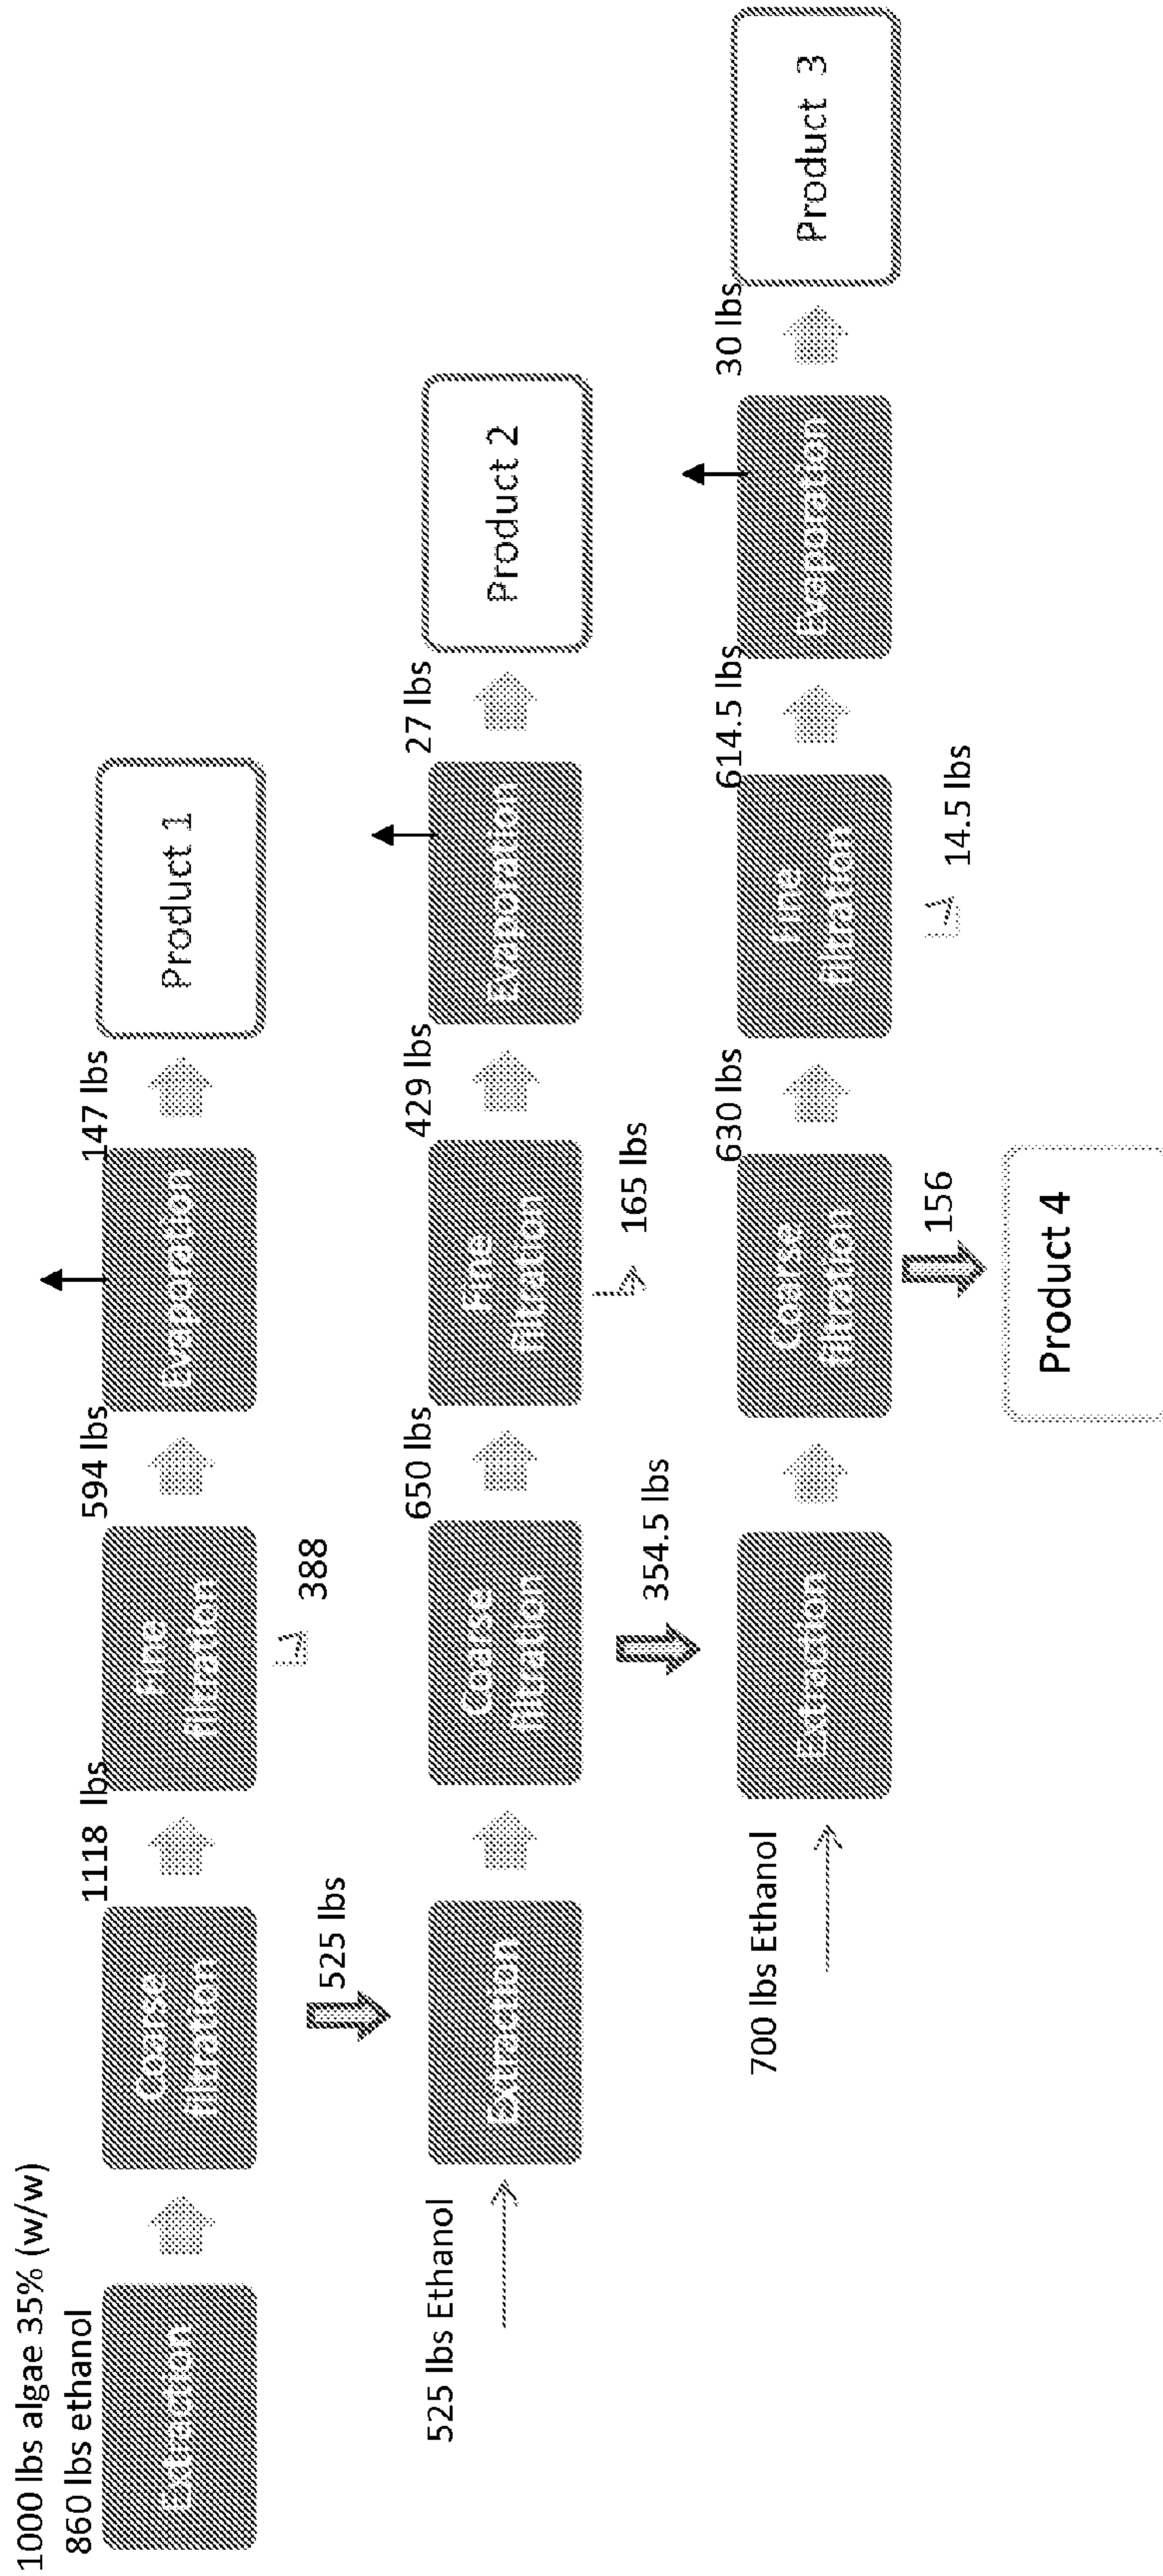 1000 lbs algae 35% (w/w)
860 lbs ethanol
Extraction
Coarse
filtration
1118 lbs
Fine
filtration
594 lbs
Evaporation
147 lbs
Product 1
525 lbs
388
525 lbs Ethanol
Extraction
Coarse
filtration
650 lbs
Fine
filtration
429 lbs
Evaporation
27 lbs
Product 2
354.5 lbs
165 lbs
700 lbs Ethanol
Extraction
Coarse
filtration
630 lbs
Fine
filtration
614.5 lbs
Evaporation
30 lbs
Product 3
156
14.5 lbs
Product 4